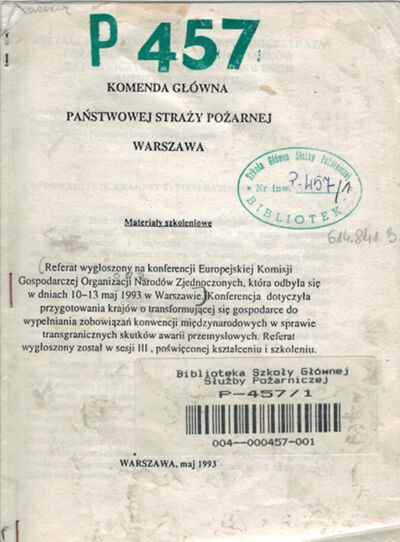 P 457
KOMENDA GŁÓWNA
PAŃSTWOWEJ STRAŻY POŻARNEJ
WARSZAWA
Szkoła Główna Służby Pożarniczej
Nr inw. P-457/1
BIBLIOTEKA
Materiały szkoleniowe
614.841.3
(Referat wygłoszony na konferencji Europejskiej Komisji
Gospodarczej Organizacji Narodów Zjednoczonych, która odbyła się
w dniach 10-13 maj 1993 w Warszawie.) Konferencja dotyczyła
przygotowania krajów o transformującej się gospodarce do
wypełniania zobowiązań konwencji międzynarodowych w sprawie
transgranicznych skutków awarii przemysłowych. Referat
wygłoszony został w sesji III , poświęconej kształceniu i szkoleniu.
Biblioteka Szkoły Głównej
Służby Pożarniczej
P-457/1
004--000457-001
WARSZAWA, maj 1993